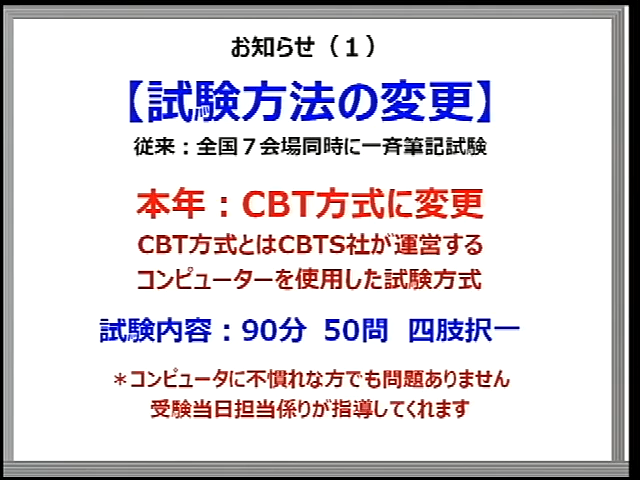 お知らせ（１）
【試験方法の変更】
従来：全国７会場同時に一斉筆記試験
本年：CBT方式に変更
CBT方式とはCBTS社が運営する
コンピューターを使用した試験方式
試験内容：90分 50問 四肢択一
＊コンピュータに不慣れな方でも問題ありません
受験当日担当係りが指導してくれます